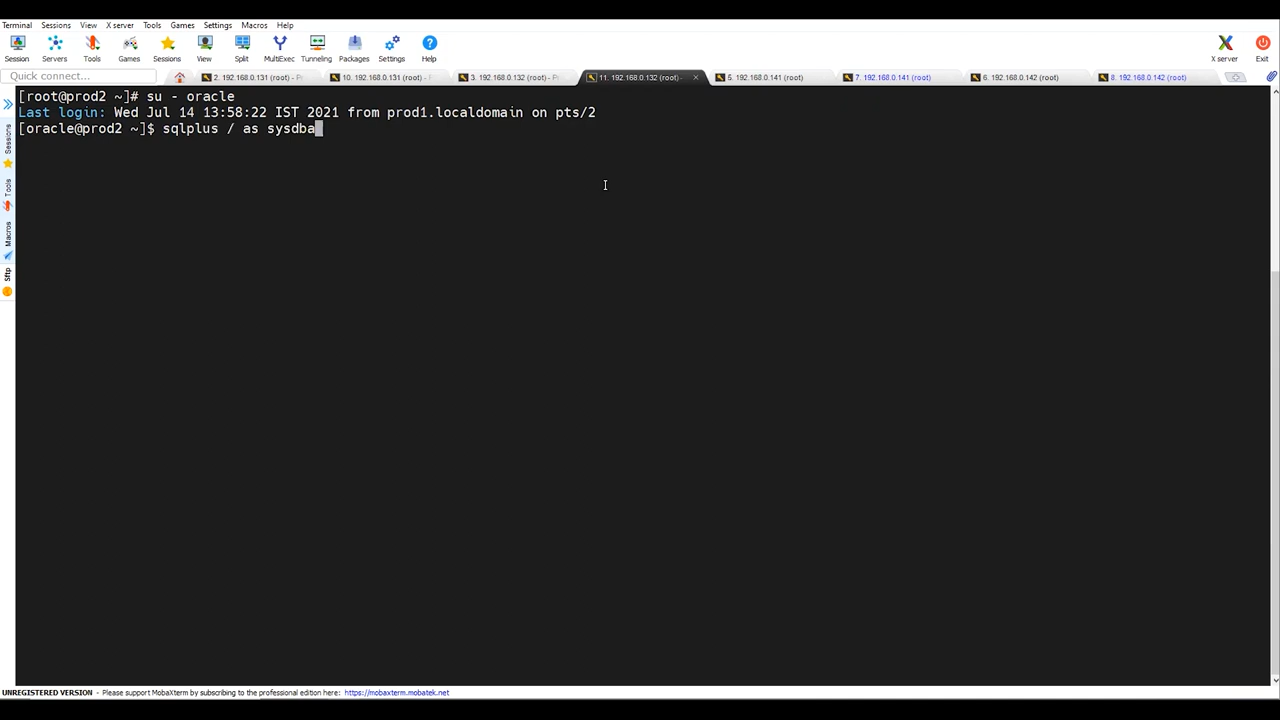 Terminal Sessions View X server Tools Games Settings Macros Help
Session Servers Tools Games Sessions View Split MultiExec Tunneling Packages Settings Help X server Exit
Quick connect...
2. 192.168.0.131 (root)
10. 192.168.0.131 (root)
3. 192.168.0.132 (root)
11. 192.168.0.132 (root)
5. 192.168.0.141 (root)
7. 192.168.0.141 (root)
6. 192.168.0.142 (root)
8. 192.168.0.142 (root)
Sessions
Tools
Macros
Sftp
[root@prod2 ~]# su - oracle
Last login: Wed Jul 14 13:58:22 IST 2021 from prod1.localdomain on pts/2
[oracle@prod2 ~]$ sqlplus / as sysdba
UNREGISTERED VERSION - Please support MobaXterm by subscribing to the professional edition here: https://mobaxterm.mobatek.net